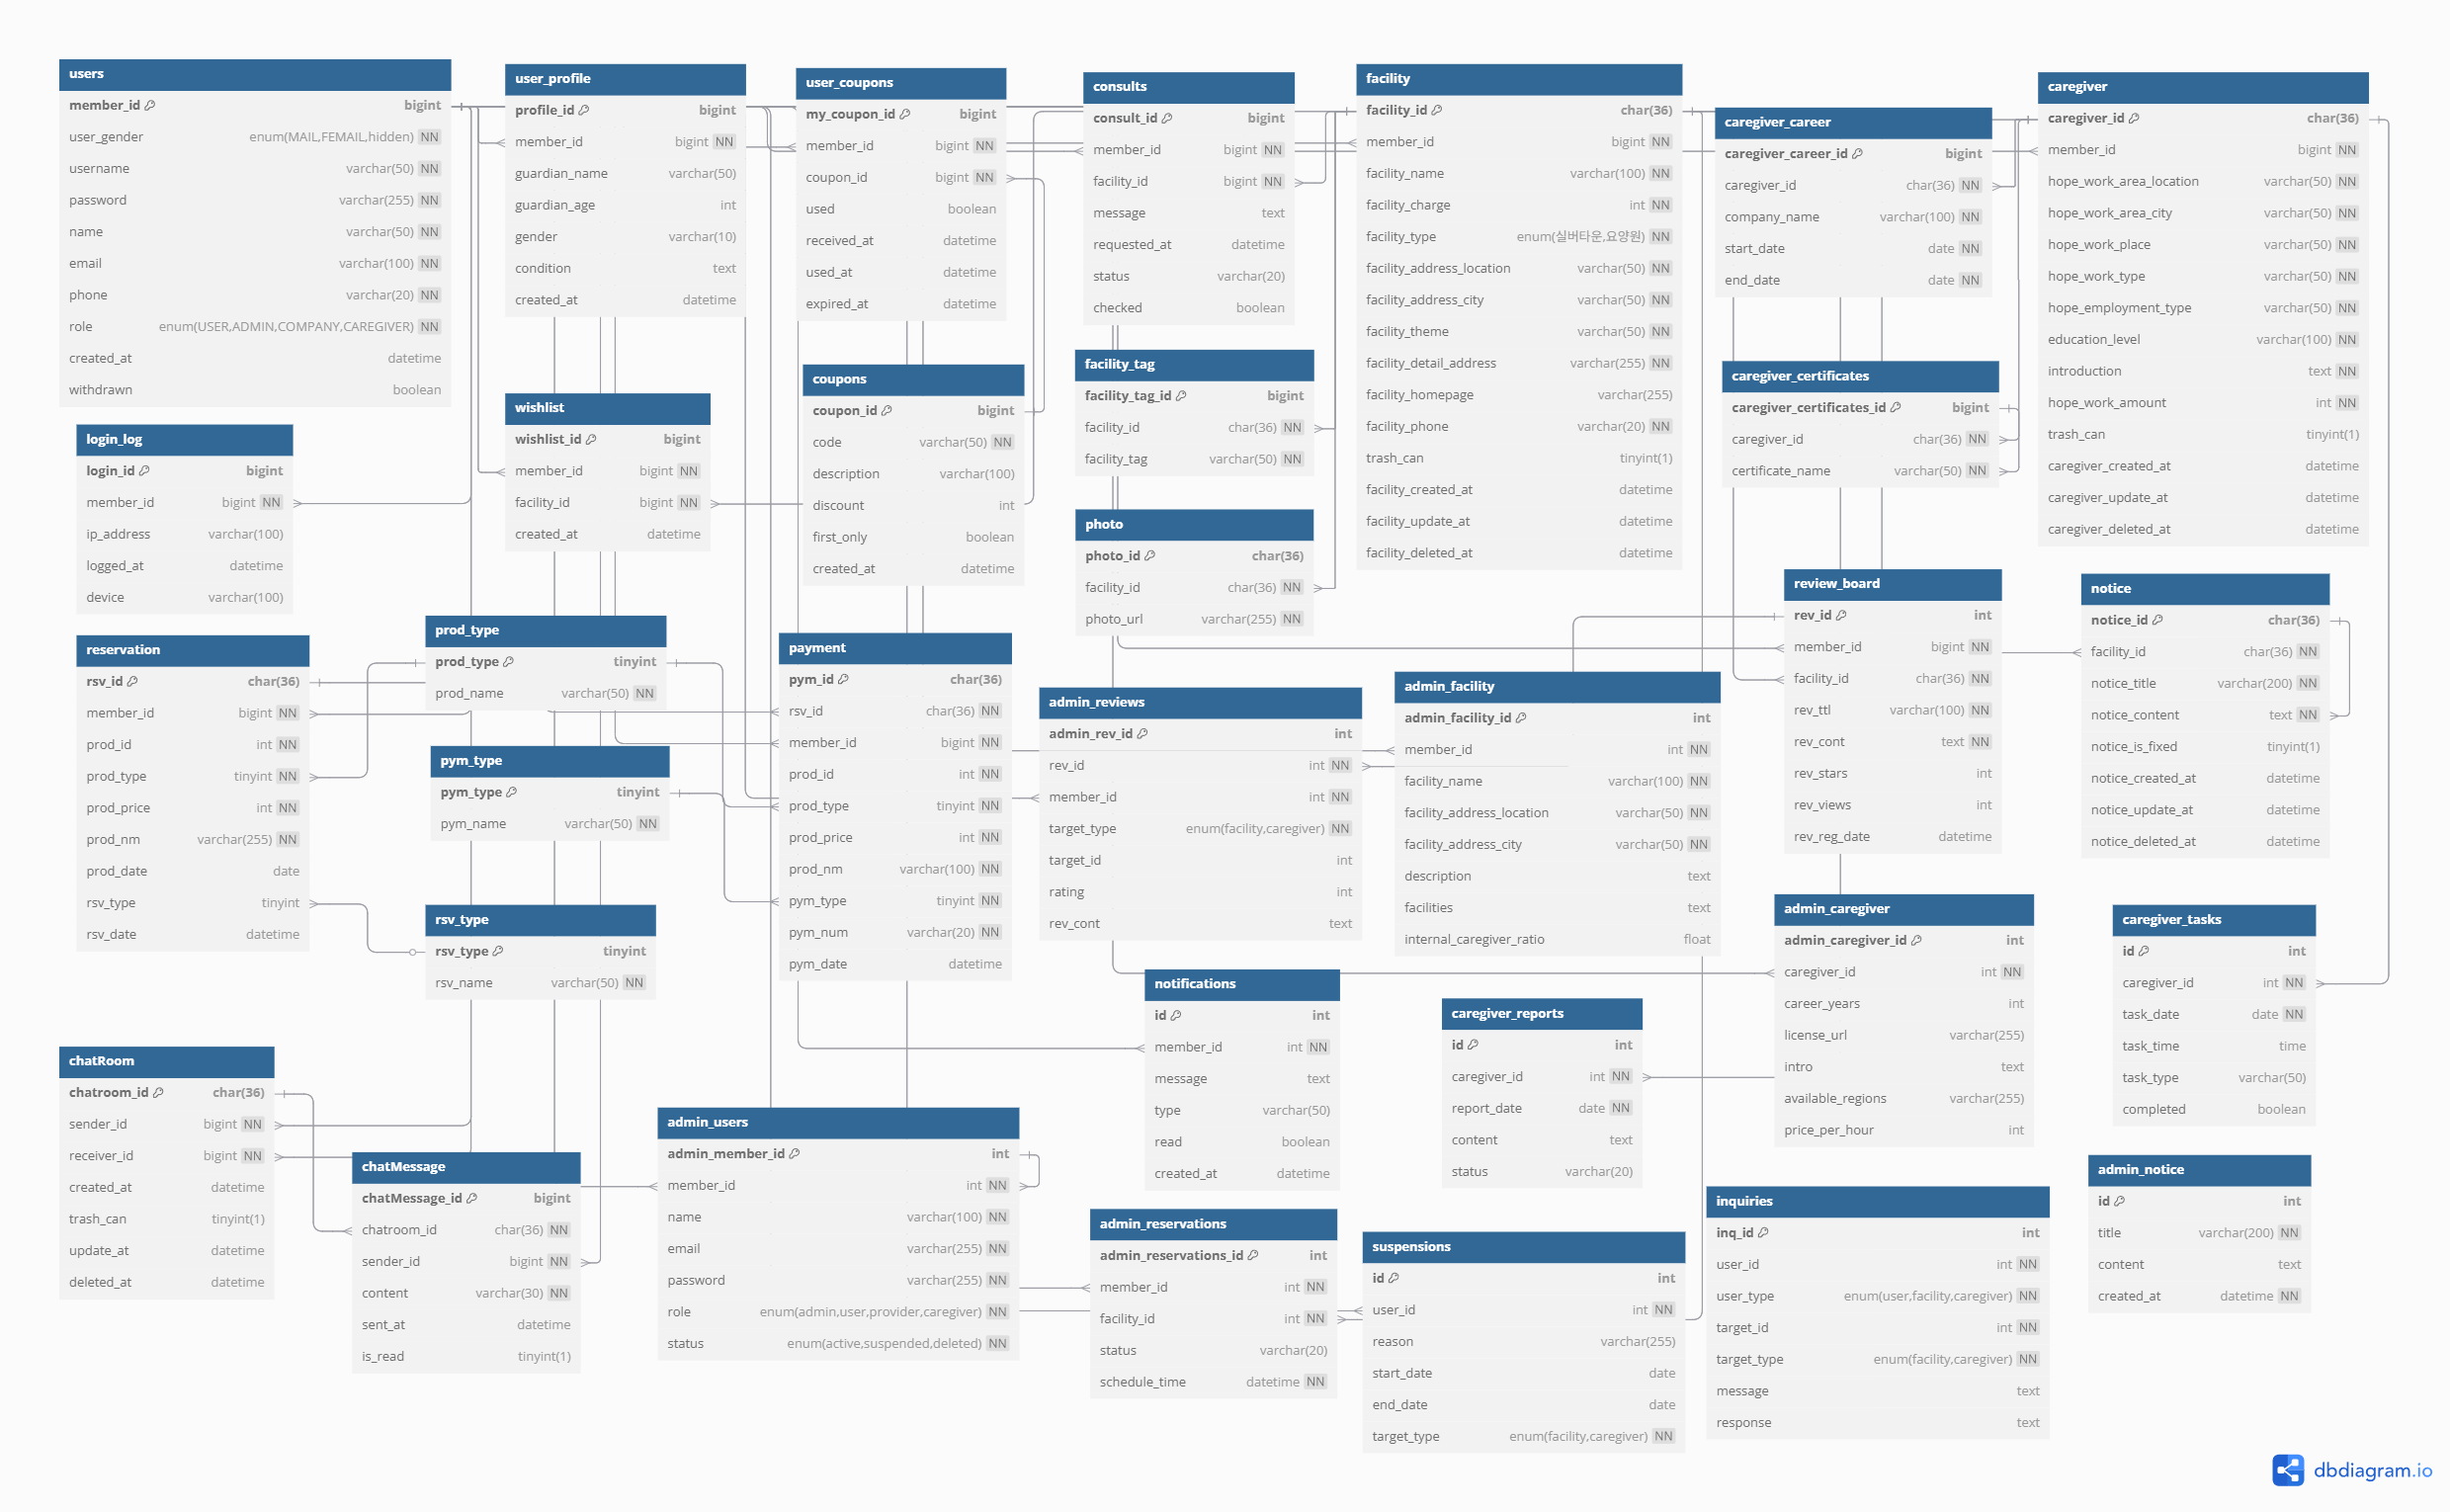 users
member_id bigint
user_gender enum(MAIL,FEMAIL,hidden) NN
username varchar(50) NN
password varchar(255) NN
name varchar(50) NN
email varchar(100) NN
phone varchar(20) NN
role enum(USER,ADMIN,COMPANY,CAREGIVER) NN
created_at datetime
withdrawn boolean
user_profile
profile_id bigint
member_id bigint NN
guardian_name varchar(50)
guardian_age int
gender varchar(10)
condition text
created_at datetime
user_coupons
my_coupon_id bigint
member_id bigint NN
coupon_id bigint NN
used boolean
received_at datetime
used_at datetime
expired_at datetime
consults
consult_id bigint
member_id bigint NN
facility_id bigint NN
message text
requested_at datetime
status varchar(20)
checked boolean
facility
facility_id char(36)
member_id bigint NN
facility_name varchar(100) NN
facility_charge int NN
facility_type enum(실버타운,요양원) NN
facility_address_location varchar(50) NN
facility_address_city varchar(50) NN
facility_theme varchar(50) NN
facility_detail_address varchar(255) NN
facility_homepage varchar(255)
facility_phone varchar(20) NN
trash_can tinyint(1)
facility_created_at datetime
facility_update_at datetime
facility_deleted_at datetime
caregiver_career
caregiver_career_id bigint
caregiver_id char(36) NN
company_name varchar(100) NN
start_date date NN
end_date date NN
caregiver
caregiver_id char(36)
member_id bigint NN
hope_work_area_location varchar(50) NN
hope_work_area_city varchar(50) NN
hope_work_place varchar(50) NN
hope_work_type varchar(50) NN
hope_employment_type varchar(50) NN
education_level varchar(100) NN
introduction text NN
hope_work_amount int NN
trash_can tinyint(1)
caregiver_created_at datetime
caregiver_update_at datetime
caregiver_deleted_at datetime
login_log
login_id bigint
member_id bigint NN
ip_address varchar(100)
logged_at datetime
device varchar(100)
wishlist
wishlist_id bigint
member_id bigint NN
facility_id bigint NN
created_at datetime
coupons
coupon_id bigint
code varchar(50) NN
description varchar(100)
discount int
first_only boolean
created_at datetime
facility_tag
facility_tag_id bigint
facility_id char(36) NN
facility_tag varchar(50) NN
caregiver_certificates
caregiver_certificates_id bigint
caregiver_id char(36) NN
certificate_name varchar(50) NN
photo
photo_id char(36)
facility_id char(36) NN
photo_url varchar(255) NN
reservation
rsv_id char(36)
member_id bigint NN
prod_id int NN
prod_type tinyint NN
prod_price int NN
prod_nm varchar(255) NN
prod_date date
rsv_type tinyint
rsv_date datetime
prod_type
prod_type tinyint
prod_name varchar(50) NN
pym_type
pym_type tinyint
pym_name varchar(50) NN
rsv_type
rsv_type tinyint
rsv_name varchar(50) NN
payment
pym_id char(36)
rsv_id char(36) NN
member_id bigint NN
prod_id int NN
prod_type tinyint NN
prod_price int NN
prod_nm varchar(100) NN
pym_type tinyint NN
pym_num varchar(20) NN
pym_date datetime
admin_reviews
admin_rev_id int
rev_id int NN
member_id int NN
target_type enum(facility,caregiver) NN
target_id int
rating int
rev_cont text
admin_facility
admin_facility_id int
member_id int NN
facility_name varchar(100) NN
facility_address_location varchar(50) NN
facility_address_city varchar(50) NN
description text
facilities text
internal_caregiver_ratio float
review_board
rev_id int
member_id bigint NN
facility_id char(36) NN
rev_ttl varchar(100) NN
rev_cont text NN
rev_stars int
rev_views int
rev_reg_date datetime
notice
notice_id char(36)
facility_id char(36) NN
notice_title varchar(200) NN
notice_content text NN
notice_is_fixed tinyint(1)
notice_created_at datetime
notice_update_at datetime
notice_deleted_at datetime
admin_caregiver
admin_caregiver_id int
caregiver_id int NN
career_years int
license_url varchar(255)
intro text
available_regions varchar(255)
price_per_hour int
caregiver_tasks
id int
caregiver_id int NN
task_date date NN
task_time time
task_type varchar(50)
completed boolean
notifications
id int
member_id int NN
message text
type varchar(50)
read boolean
created_at datetime
caregiver_reports
id int
caregiver_id int NN
report_date date NN
content text
status varchar(20)
chatRoom
chatroom_id char(36)
sender_id bigint NN
receiver_id bigint NN
created_at datetime
trash_can tinyint(1)
update_at datetime
deleted_at datetime
chatMessage
chatMessage_id bigint
chatroom_id char(36) NN
sender_id bigint NN
content varchar(30) NN
sent_at datetime
is_read tinyint(1)
admin_users
admin_member_id int
member_id int NN
name varchar(100) NN
email varchar(255) NN
password varchar(255) NN
role enum(admin,user,provider,caregiver) NN
status enum(active,suspended,deleted) NN
admin_reservations
admin_reservations_id int
member_id int NN
facility_id int NN
status varchar(20)
schedule_time datetime NN
suspensions
id int
user_id int NN
reason varchar(255)
start_date date
end_date date
target_type enum(facility,caregiver) NN
inquiries
inq_id int
user_id int NN
user_type enum(user,facility,caregiver) NN
target_id int NN
target_type enum(facility,caregiver) NN
message text
response text
admin_notice
id int
title varchar(200) NN
content text
created_at datetime NN
dbdiagram.io